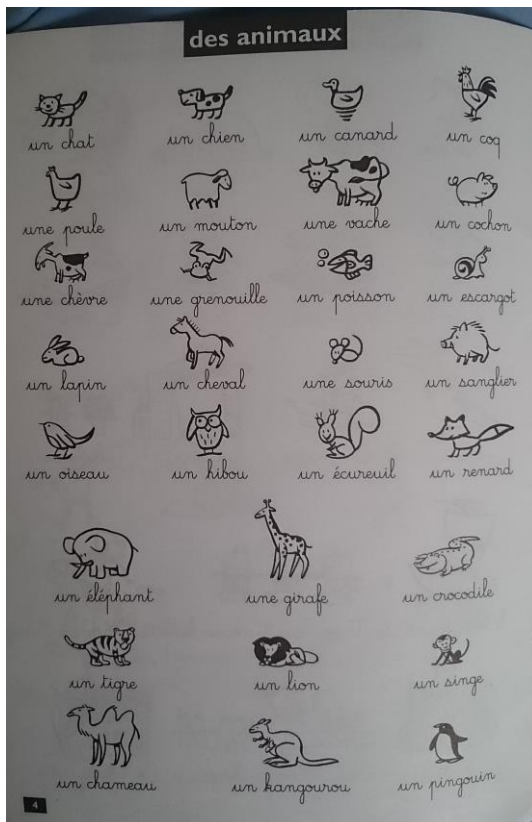 des animaux
un chat un chien un canard un coq
une poule un mouton une vache un cochon
une chèvre une grenouille un poisson un escargot
un lapin un cheval une souris un sanglier
un oiseau un hibou un écureuil un renard
un éléphant une girafe un crocodile
un tigre un lion un singe
un chameau un kangourou un pingouin
4